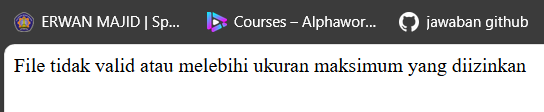 ERWAN MAJID | Sp...
Courses – Alphawor...
jawaban github
File tidak valid atau melebihi ukuran maksimum yang diizinkan